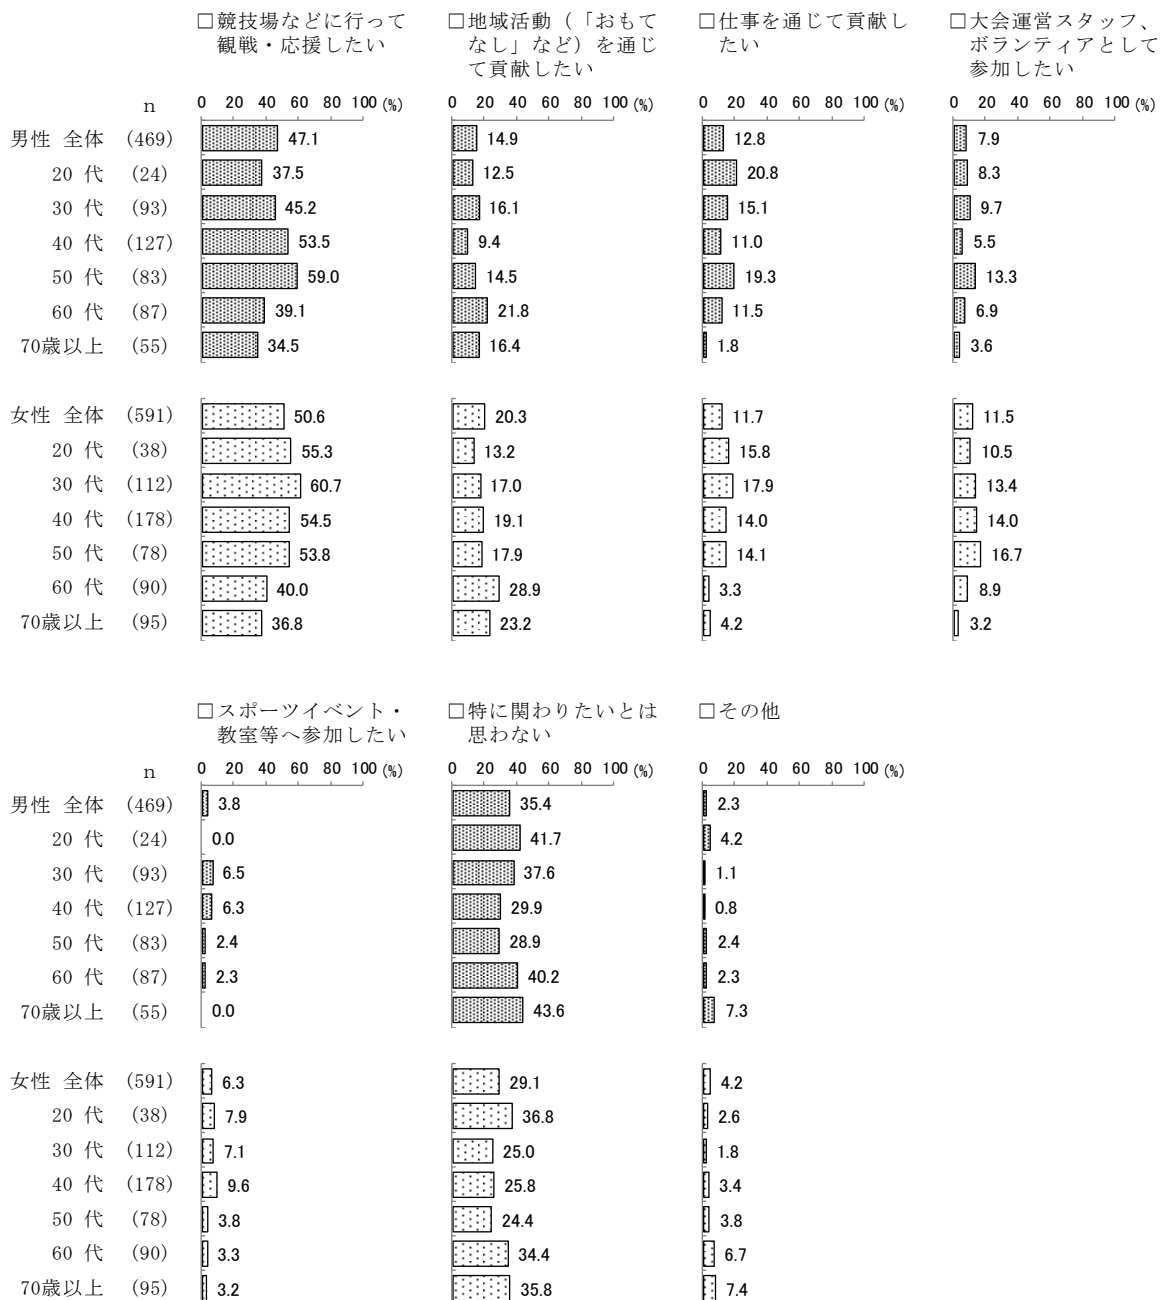 □競技場などに行って
観戦・応援したい
□地域活動（「おもて
なし」など）を通じ
て貢献したい
□仕事を通じて貢献し
たい
□大会運営スタッフ、
ボランティアとして
参加したい
n 0 20 40 60 80 100 (%) 0 20 40 60 80 100 (%) 0 20 40 60 80 100 (%) 0 20 40 60 80 100 (%)
男性 全体 (469) 47.1 14.9 12.8 7.9
20 代 (24) 37.5 12.5 20.8 8.3
30 代 (93) 45.2 16.1 15.1 9.7
40 代 (127) 53.5 9.4 11.0 5.5
50 代 (83) 59.0 14.5 19.3 13.3
60 代 (87) 39.1 21.8 11.5 6.9
70歳以上 (55) 34.5 16.4 1.8 3.6
女性 全体 (591) 50.6 20.3 11.7 11.5
20 代 (38) 55.3 13.2 15.8 10.5
30 代 (112) 60.7 17.0 17.9 13.4
40 代 (178) 54.5 19.1 14.0 14.0
50 代 (78) 53.8 17.9 14.1 16.7
60 代 (90) 40.0 28.9 3.3 8.9
70歳以上 (95) 36.8 23.2 4.2 3.2
□スポーツイベント・
教室等へ参加したい
□特に関わりたいとは
思わない
□その他
n 0 20 40 60 80 100 (%) 0 20 40 60 80 100 (%) 0 20 40 60 80 100 (%)
男性 全体 (469) 3.8 35.4 2.3
20 代 (24) 0.0 41.7 4.2
30 代 (93) 6.5 37.6 1.1
40 代 (127) 6.3 29.9 0.8
50 代 (83) 2.4 28.9 2.4
60 代 (87) 2.3 40.2 2.3
70歳以上 (55) 0.0 43.6 7.3
女性 全体 (591) 6.3 29.1 4.2
20 代 (38) 7.9 36.8 2.6
30 代 (112) 7.1 25.0 1.8
40 代 (178) 9.6 25.8 3.4
50 代 (78) 3.8 24.4 3.8
60 代 (90) 3.3 34.4 6.7
70歳以上 (95) 3.2 35.8 7.4